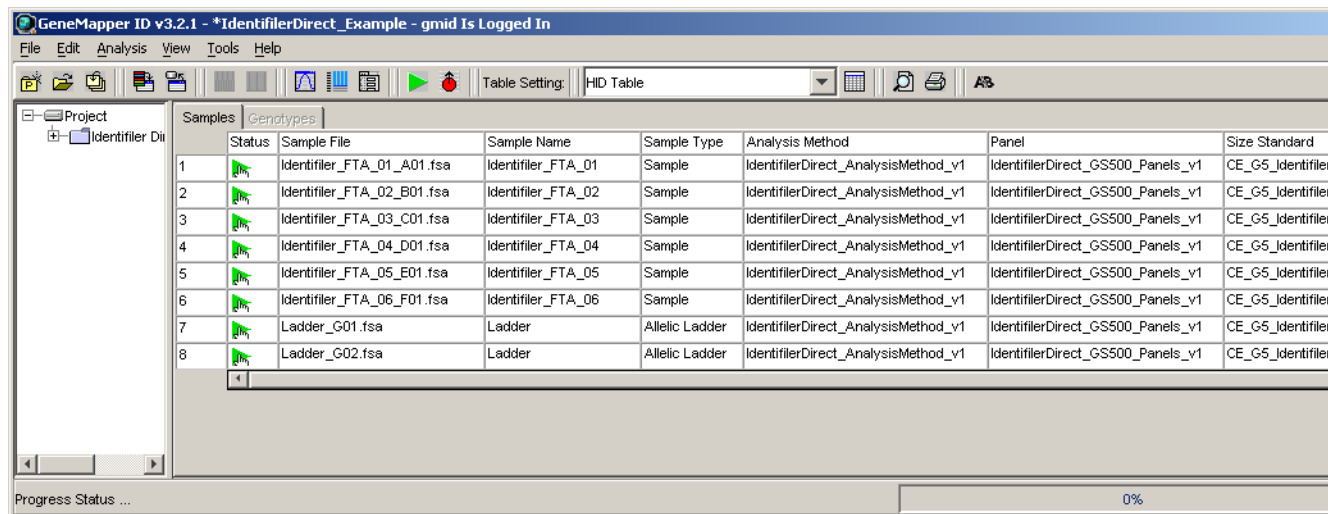 GeneMapper ID v3.2.1 - *IdentifilerDirect_Example - gmid Is Logged In
File Edit Analysis View Tools Help
Table Setting: HID Table
Project
Identifiler Dir
Samples Genotypes
Status Sample File Sample Name Sample Type Analysis Method Panel Size Standard
1 Identifiler_FTA_01_A01.fsa Identifiler_FTA_01 Sample IdentifilerDirect_AnalysisMethod_v1 IdentifilerDirect_GS500_Panels_v1 CE_G5_Identifiler
2 Identifiler_FTA_02_B01.fsa Identifiler_FTA_02 Sample IdentifilerDirect_AnalysisMethod_v1 IdentifilerDirect_GS500_Panels_v1 CE_G5_Identifiler
3 Identifiler_FTA_03_C01.fsa Identifiler_FTA_03 Sample IdentifilerDirect_AnalysisMethod_v1 IdentifilerDirect_GS500_Panels_v1 CE_G5_Identifiler
4 Identifiler_FTA_04_D01.fsa Identifiler_FTA_04 Sample IdentifilerDirect_AnalysisMethod_v1 IdentifilerDirect_GS500_Panels_v1 CE_G5_Identifiler
5 Identifiler_FTA_05_E01.fsa Identifiler_FTA_05 Sample IdentifilerDirect_AnalysisMethod_v1 IdentifilerDirect_GS500_Panels_v1 CE_G5_Identifiler
6 Identifiler_FTA_06_F01.fsa Identifiler_FTA_06 Sample IdentifilerDirect_AnalysisMethod_v1 IdentifilerDirect_GS500_Panels_v1 CE_G5_Identifiler
7 Ladder_G01.fsa Ladder Allelic Ladder IdentifilerDirect_AnalysisMethod_v1 IdentifilerDirect_GS500_Panels_v1 CE_G5_Identifiler
8 Ladder_G02.fsa Ladder Allelic Ladder IdentifilerDirect_AnalysisMethod_v1 IdentifilerDirect_GS500_Panels_v1 CE_G5_Identifiler
Progress Status ... 0%